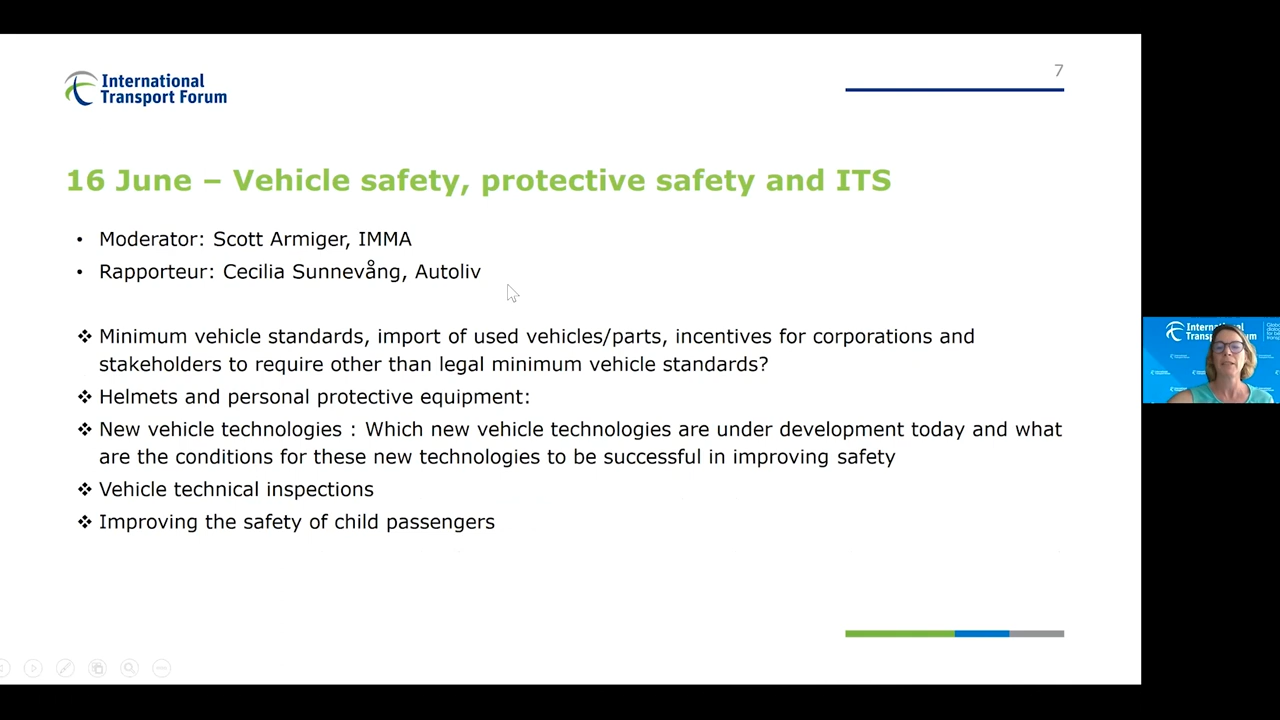 International
Transport Forum
7
16 June – Vehicle safety, protective safety and ITS
• Moderator: Scott Armiger, IMMA
• Rapporteur: Cecilia Sunnevång, Autoliv
❖ Minimum vehicle standards, import of used vehicles/parts, incentives for corporations and
stakeholders to require other than legal minimum vehicle standards?
❖ Helmets and personal protective equipment:
❖ New vehicle technologies : Which new vehicle technologies are under development today and what
are the conditions for these new technologies to be successful in improving safety
❖ Vehicle technical inspections
❖ Improving the safety of child passengers
International
Transport Forum